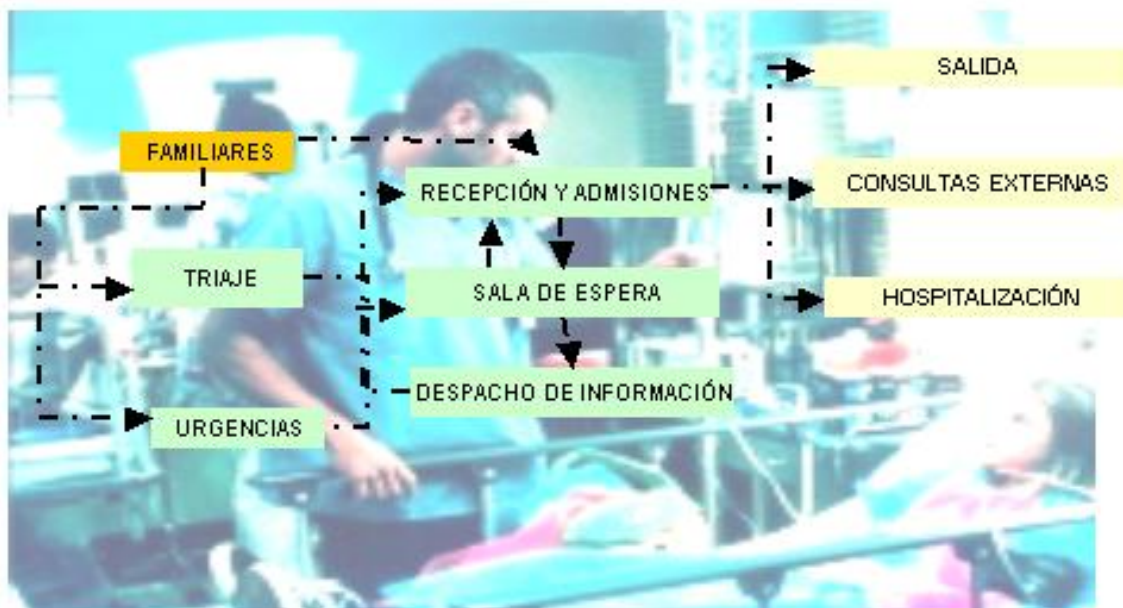 FAMILIARES
TRIAJE
URGENCIAS
RECEPCIÓN Y ADMISIONES
SALA DE ESPERA
DESPACHO DE INFORMACIÓN
SALIDA
CONSULTAS EXTERNAS
HOSPITALIZACIÓN